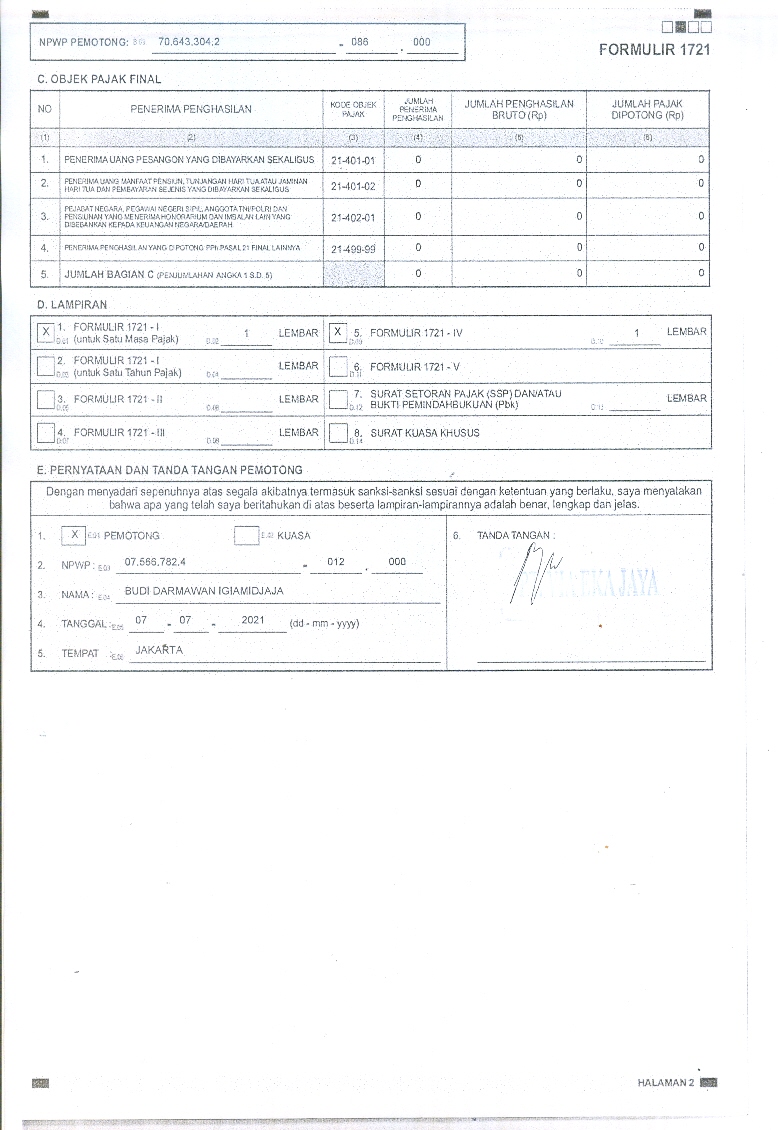 NPWP PEMOTONG: 70.643.304.2 - 086 . 000
FORMULIR 1721
C. OBJEK PAJAK FINAL
NO PENERIMA PENGHASILAN KODE OBJEK PAJAK JUMLAH PENERIMA PENGHASILAN JUMLAH PENGHASILAN BRUTO (Rp) JUMLAH PAJAK DIPOTONG (Rp)
(1) (2) (3) (4) (5) (6)
1. PENERIMA UANG PESANGON YANG DIBAYARKAN SEKALIGUS 21-401-01 0 0 0
2. PENERIMA UANG MANFAAT PENSIUN, TUNJANGAN HARI TUA ATAU JAMINAN HARI TUA DAN PEMBAYARAN SEJENIS YANG DIBAYARKAN SEKALIGUS 21-401-02 0 0 0
3. PEJABAT NEGARA, PEGAWAI NEGERI SIPIL, ANGGOTA TNI/POLRI DAN PENSIUNAN YANG MENERIMA HONORARIUM DAN IMBALAN LAIN YANG DIBEBANKAN KEPADA KEUANGAN NEGARA/DAERAH 21-402-01 0 0 0
4. PENERIMA PENGHASILAN YANG DIPOTONG PPh PASAL 21 FINAL LAINNYA 21-499-99 0 0 0
5. JUMLAH BAGIAN C (PENJUMLAHAN ANGKA 1 S.D. 5) 0 0 0
D. LAMPIRAN
X 1. FORMULIR 1721 - I (untuk Satu Masa Pajak) D.01 D.02 1 LEMBAR
X 5. FORMULIR 1721 - IV 1 LEMBAR
2. FORMULIR 1721 - I (untuk Satu Tahun Pajak) D.03 D.04 LEMBAR
6. FORMULIR 1721 - V D.11
3. FORMULIR 1721 - II D.05 D.06 LEMBAR
7. SURAT SETORAN PAJAK (SSP) DAN/ATAU BUKTI PEMINDAHBUKUAN (Pbk) D.12 D.13 LEMBAR
4. FORMULIR 1721 - III D.07 D.08 LEMBAR
8. SURAT KUASA KHUSUS D.14
E. PERNYATAAN DAN TANDA TANGAN PEMOTONG
Dengan menyadari sepenuhnya atas segala akibatnya termasuk sanksi-sanksi sesuai dengan ketentuan yang berlaku, saya menyatakan
bahwa apa yang telah saya beritahukan di atas beserta lampiran-lampirannya adalah benar, lengkap dan jelas.
1. X E.01 PEMOTONG E.02 KUASA
6. TANDA TANGAN :
2. NPWP : E.03 07.566.782.4 - 012 . 000
3. NAMA : E.04 BUDI DARMAWAN IGIAMIDJAJA
4. TANGGAL : E.05 07 - 07 - 2021 (dd - mm - yyyy)
5. TEMPAT : E.06 JAKARTA
HALAMAN 2